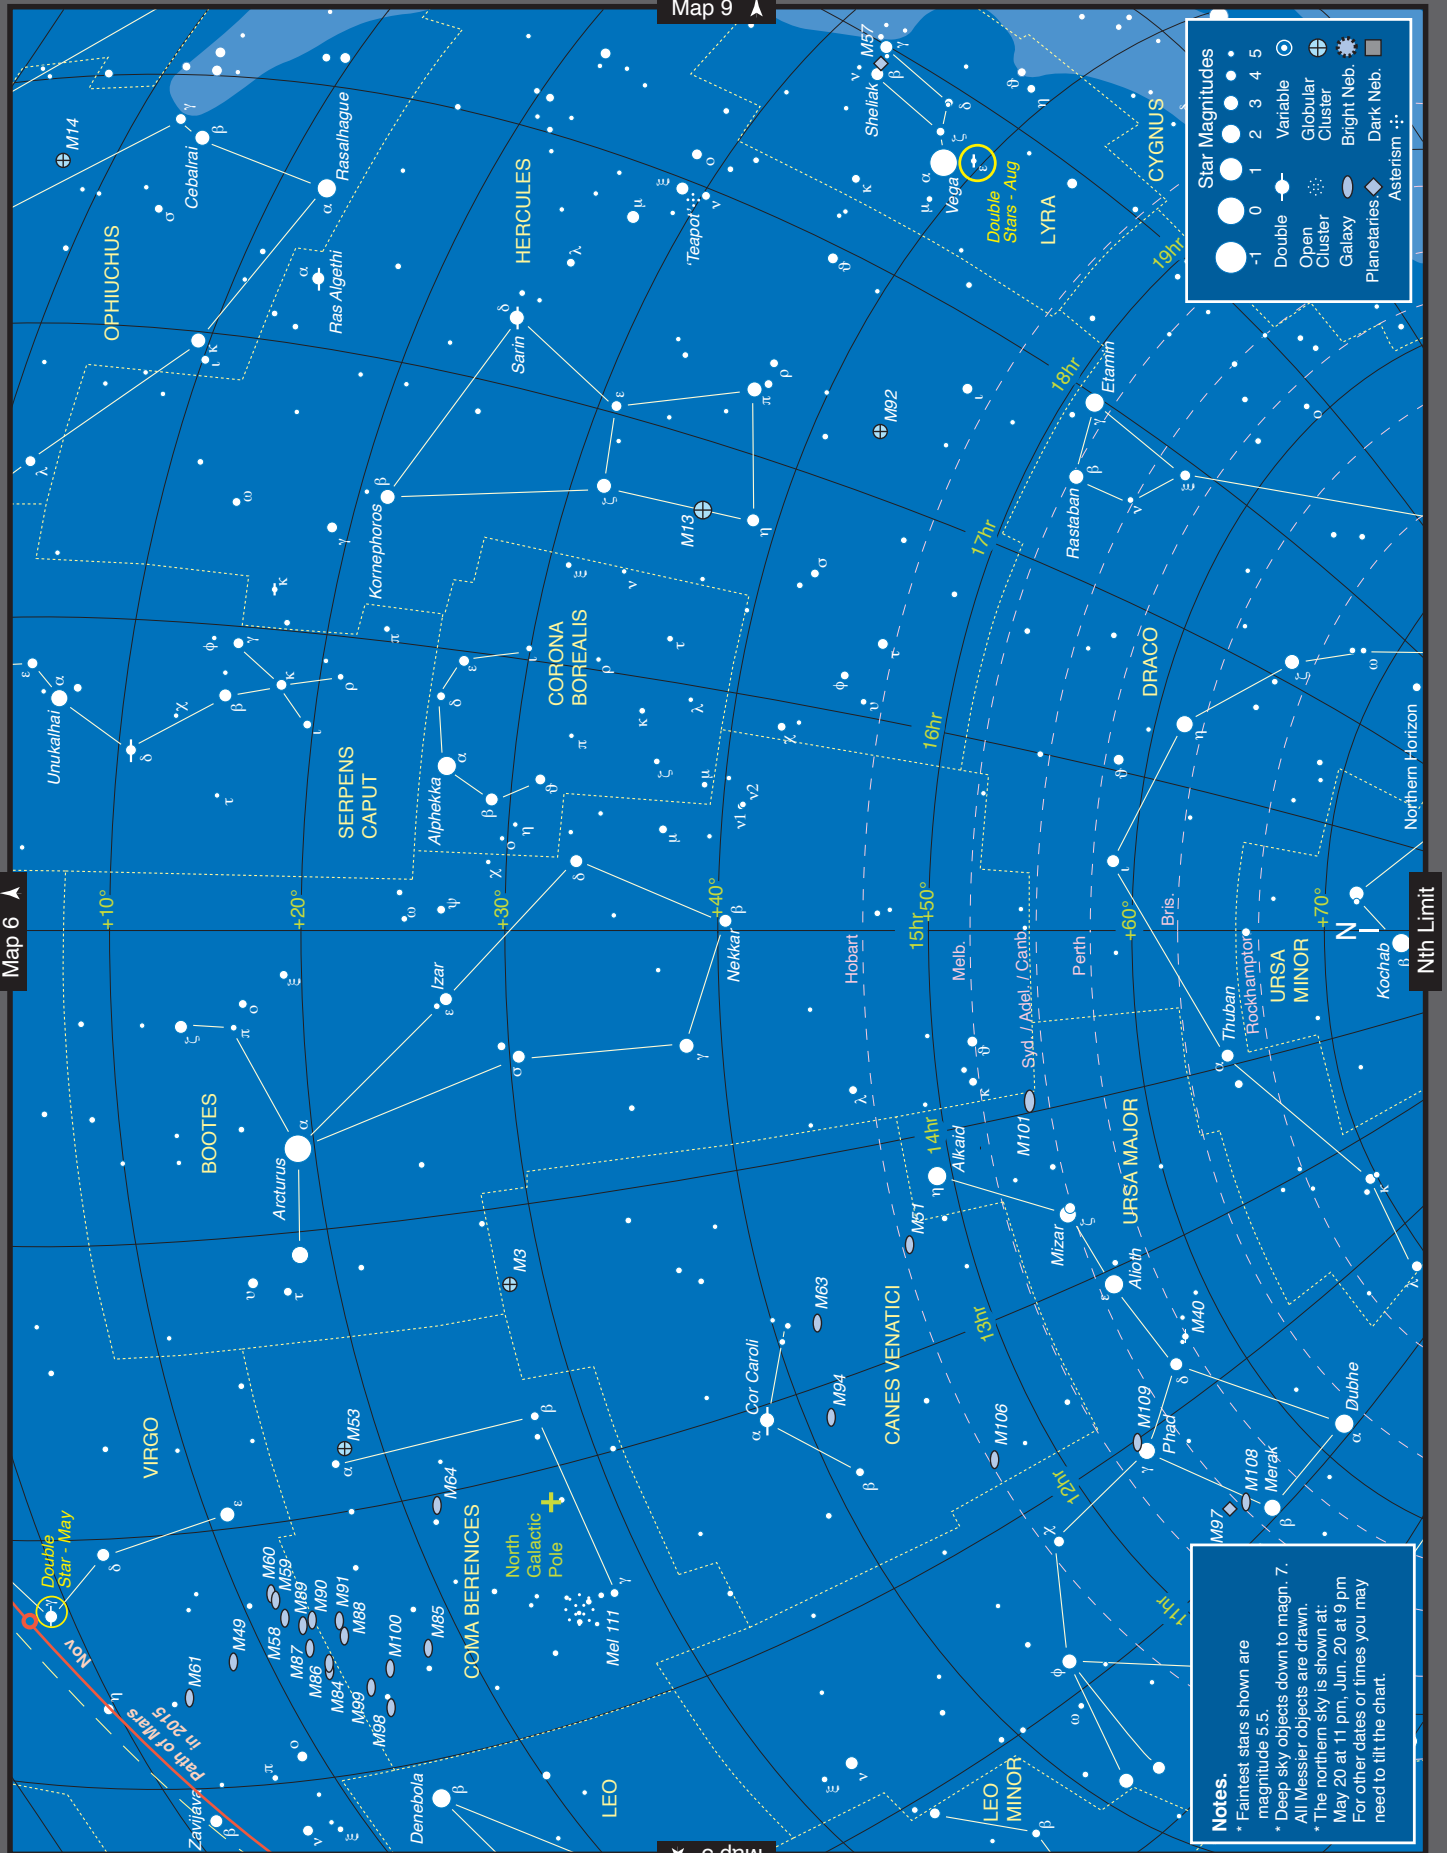 Map 9
Map 6
Nth Limit
Northern Horizon
N
Star Magnitudes
-1 0 1 2 3 4 5
Double
Variable
Open
Cluster
Globular
Cluster
Galaxy
Bright Neb.
Planetaries.
Dark Neb.
Asterism
Notes.
* Faintest stars shown are
magnitude 5.5.
* Deep sky objects down to magn. 7.
All Messier objects are drawn.
* The northern sky is shown at:
May 20 at 11 pm, Jun. 20 at 9 pm
For other dates or times you may
need to tilt the chart.
OPHIUCHUS
HERCULES
LYRA
CYGNUS
SERPENS
CAPUT
CORONA
BOREALIS
DRACO
BOOTES
URSA
MINOR
URSA MAJOR
CANES VENATICI
VIRGO
COMA BERENICES
LEO
LEO
MINOR
M14
Cebalrai
γ
β
σ
Rasalhague
α
Ras Algethi
α
κ
ι
λ
Sarin
δ
λ
μ
ξ
ο
ν
'Teapot'
Sheliak
M57
ν
β
γ
δ
ζ
κ
μ
α
Vega
ε
Double
Stars - Aug
η
ϑ
ϑ
ε
π
ρ
ζ
η
M13
M92
ι
Kornephoros
β
γ
ω
κ
Etamin
γ
Rastaban
β
ν
ξ
ο
19hr
18hr
17hr
16hr
15hr
14hr
13hr
12hr
11hr
Unukalhai
ε
α
δ
χ
β
γ
φ
κ
ι
ρ
τ
π
Alphekka
α
β
ϑ
δ
ε
ι
ξ
ν
τ
ρ
λ
κ
π
ζ
μ
ν1
ν2
μ
η
ο
χ
σ
τ
φ
υ
χ
ϑ
η
ζ
ω
ι
+10°
+20°
+30°
+40°
+50°
+60°
+70°
Hobart
Melb.
Syd. / Adel. / Canb.
Perth
Bris.
Rockhampton
ω
ψ
δ
Nekkar
β
Izar
ε
ξ
ο
π
ζ
σ
γ
Arcturus
α
υ
τ
λ
κ
ϑ
Kochab
β
Thuban
α
κ
λ
M101
Alkaid
η
M51
Mizar
ζ
Alioth
ε
M40
δ
M109
Phad
γ
Dubhe
α
M108
Merak
β
M97
χ
φ
ω
M3
M63
Cor Caroli
α
M94
β
M106
M53
α
β
M64
North
Galactic
Pole
Mel 111
γ
Double
Star - May
γ
δ
ε
η
Nov
Path of Mars
in 2015
M60
M59
M58
M89
M90
M87
M91
M88
M86
M84
M99
M98
M100
M85
M49
M61
Zavijava
β
ν
ξ
π
ο
Denebola
β
ξ
ν
β